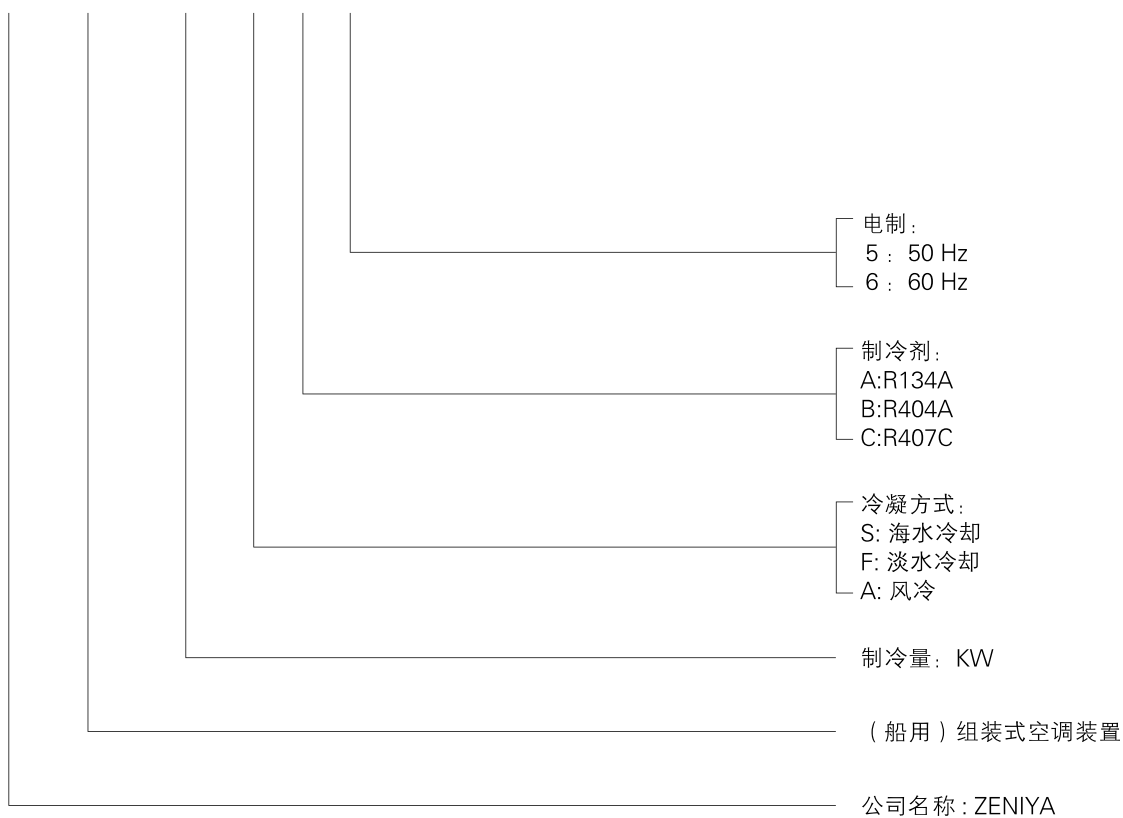 电制：
5 : 50 Hz
6 : 60 Hz
制冷剂：
A:R134A
B:R404A
C:R407C
冷凝方式：
S: 海水冷却
F: 淡水冷却
A: 风冷
制冷量：KW
（船用）组装式空调装置
公司名称 : ZENIYA